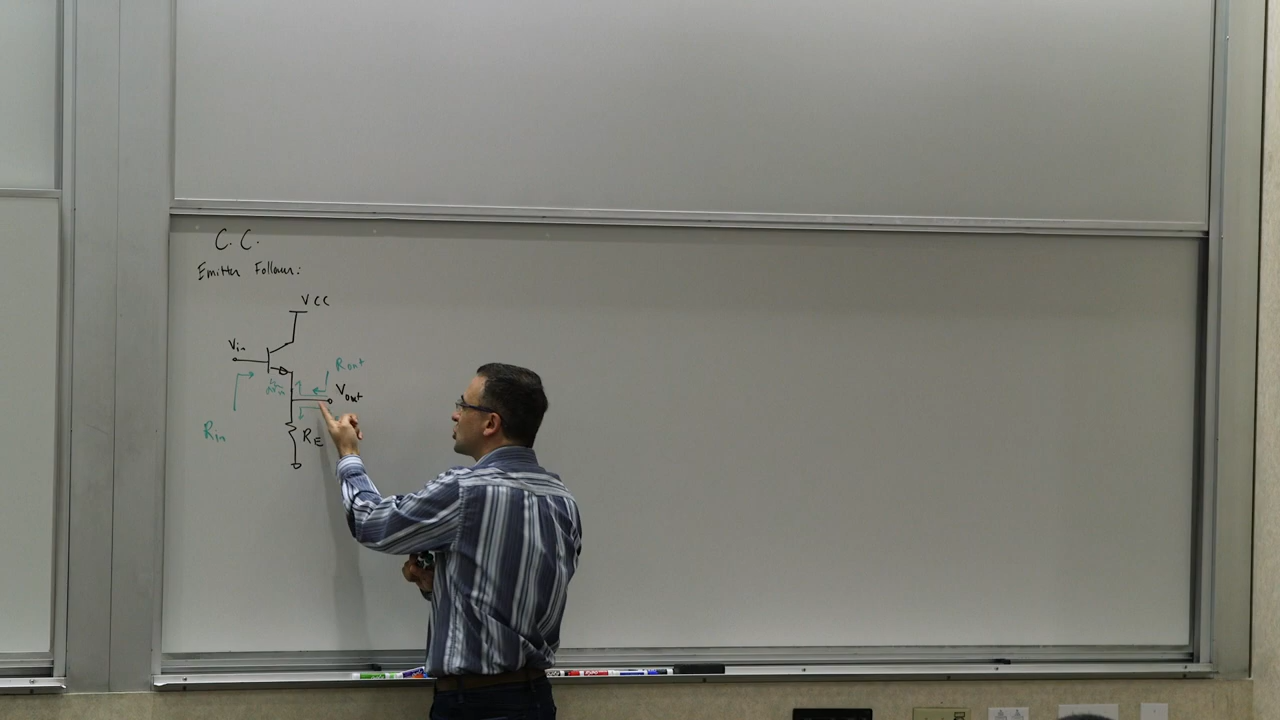 C.C.
Emitter Follower:
VCC
Vin
Rout
Vout
Rin
RE